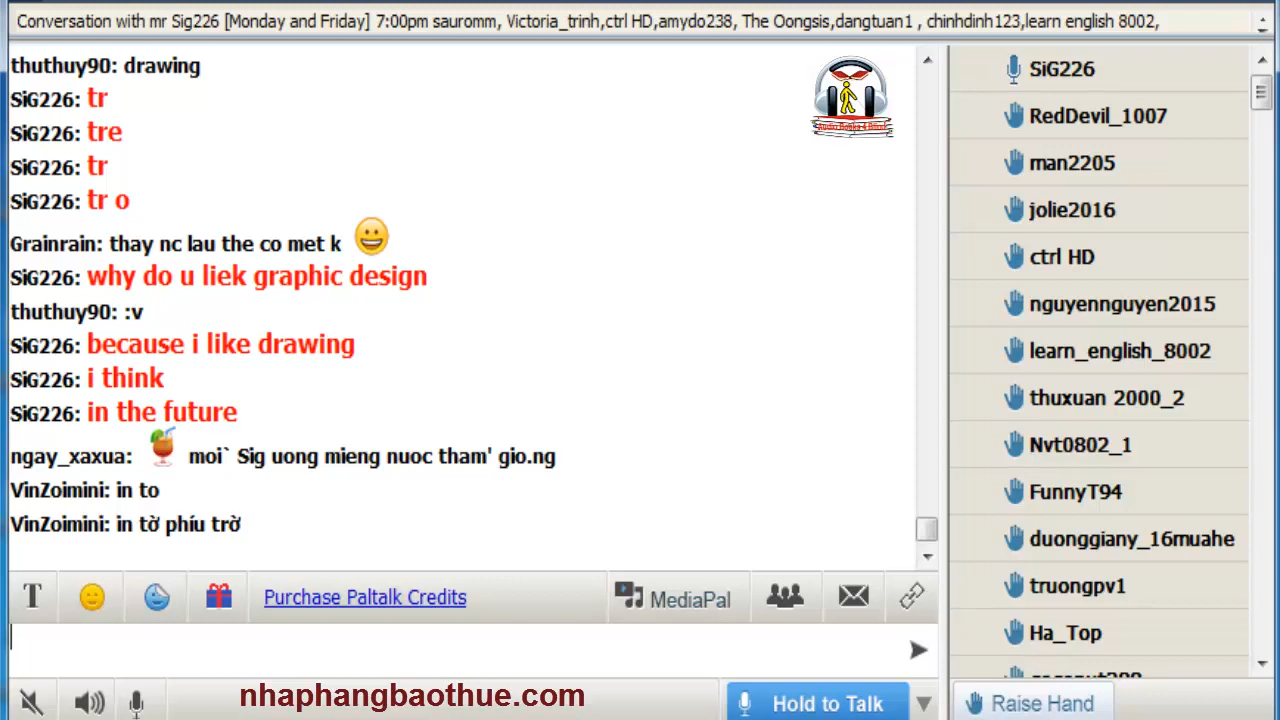 Conversation with mr Sig226 [Monday and Friday] 7:00pm sauromm, Victoria_trinh,ctrl HD,amydo238, The Oongsis,dangtuan1 , chinhdinh123,learn english 8002,
thuthuy90: drawing
SiG226: tr
SiG226: tre
SiG226: tr
SiG226: tr o
Grainrain: thay nc lau the co met k
SiG226: why do u liek graphic design
thuthuy90: :v
SiG226: because i like drawing
SiG226: i think
SiG226: in the future
ngay_xaxua: moi` Sig uong mieng nuoc tham' gio.ng
VinZoimini: in to
VinZoimini: in tờ phíu trờ
SiG226
RedDevil_1007
man2205
jolie2016
ctrl HD
nguyennguyen2015
learn_english_8002
thuxuan 2000_2
Nvt0802_1
FunnyT94
duonggiany_16muahe
truongpv1
Ha_Top
T
Purchase Paltalk Credits
MediaPal
nhaphangbaothue.com
Hold to Talk
Raise Hand